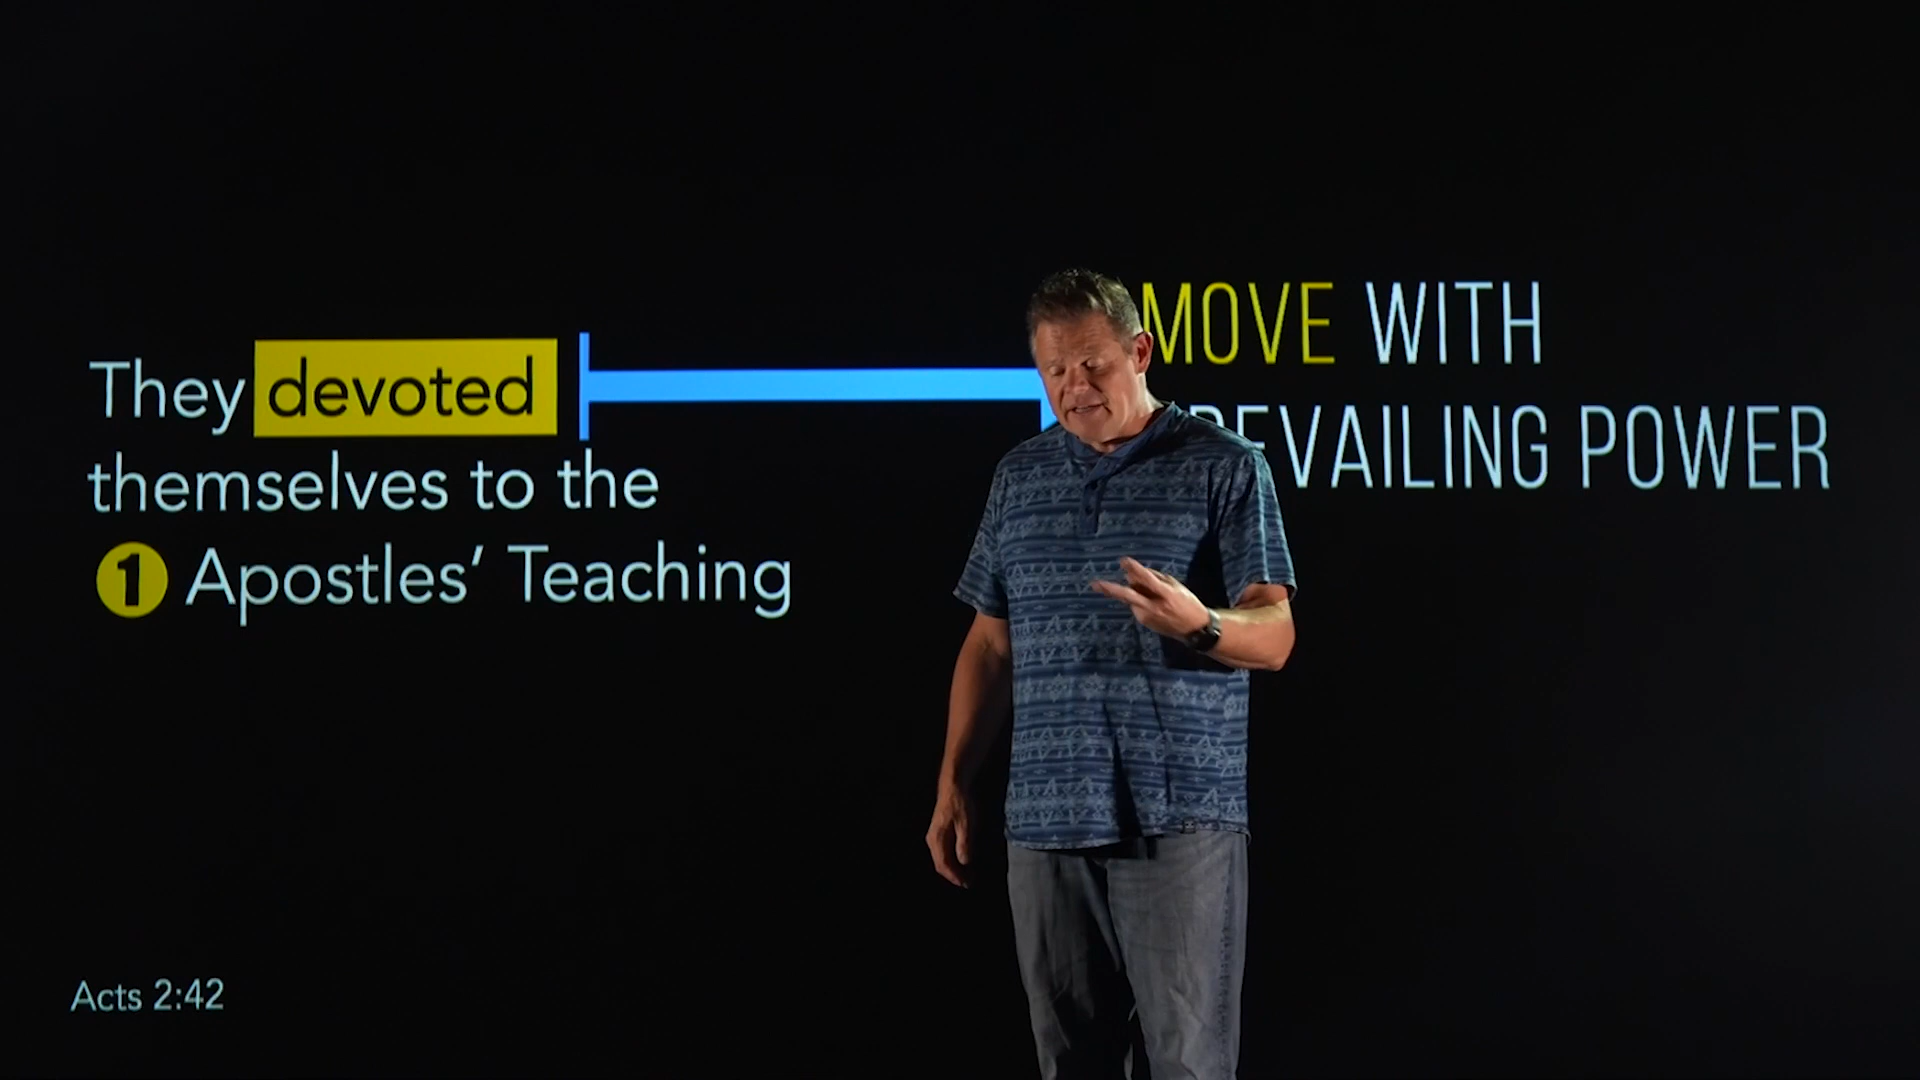 They devoted
themselves to the
1 Apostles' Teaching
MOVE WITH
POWER
Acts 2:42